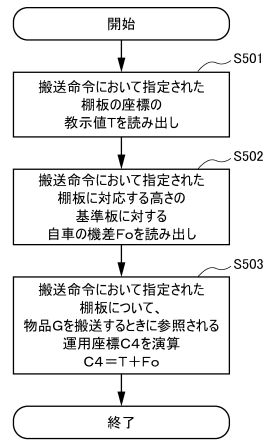 開始
S501
搬送命令において指定された
棚板の座標の
教示値Tを読み出し
S502
搬送命令において指定された
棚板に対応する高さの
基準板に対する
自車の機差Foを読み出し
S503
搬送命令において指定された
棚板について、
物品Gを搬送するときに参照される
運用座標C4を演算
C4=T+Fo
終了